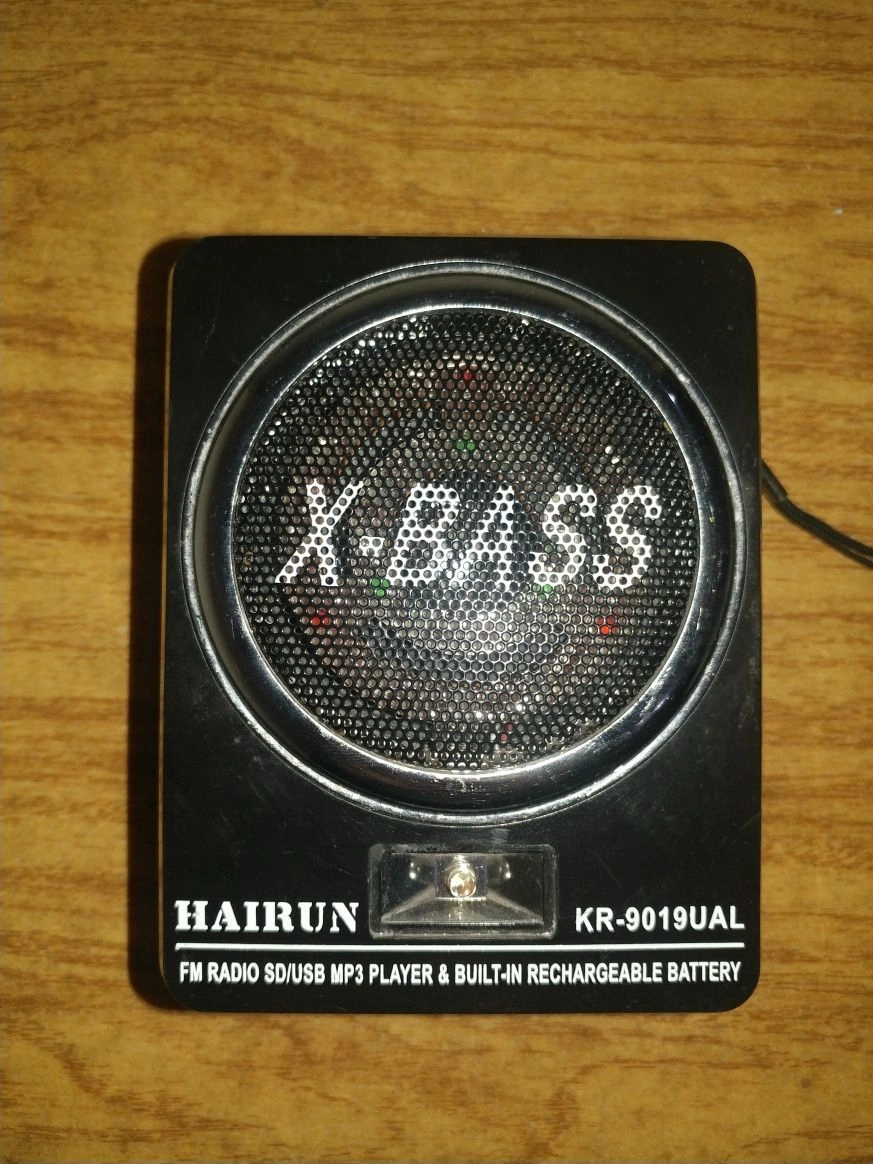 X-BASS
HAIRUN KR-9019UAL
FM RADIO SD/USB MP3 PLAYER & BUILT-IN RECHARGEABLE BATTERY